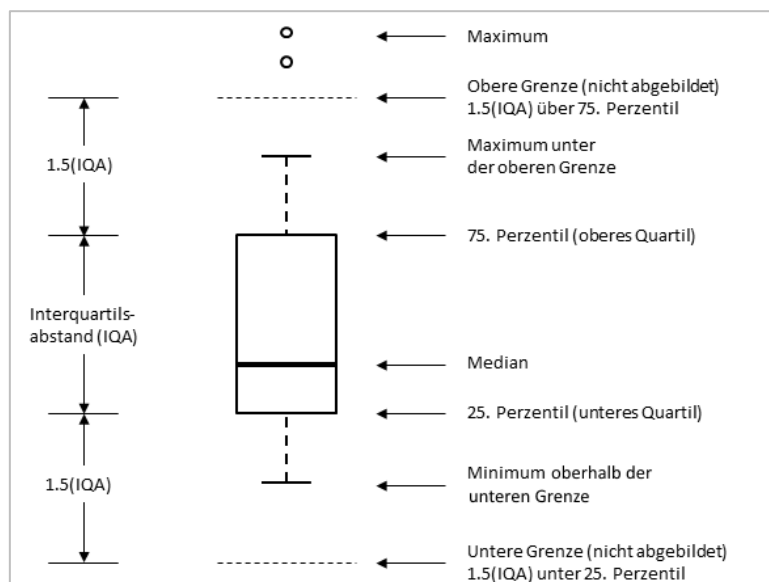 Maximum
Obere Grenze (nicht abgebildet)
1.5(IQA) über 75. Perzentil
Maximum unter
der oberen Grenze
1.5(IQA)
75. Perzentil (oberes Quartil)
Interquartils-
abstand (IQA)
Median
25. Perzentil (unteres Quartil)
Minimum oberhalb der
unteren Grenze
1.5(IQA)
Untere Grenze (nicht abgebildet)
1.5(IQA) unter 25. Perzentil